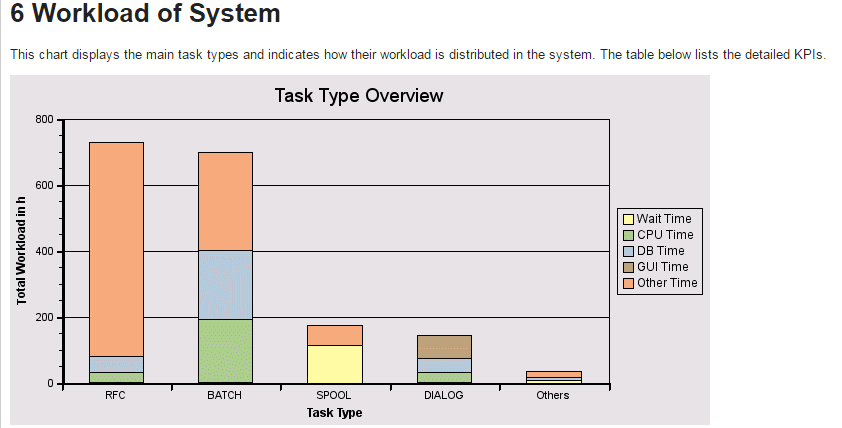 6 Workload of System
This chart displays the main task types and indicates how their workload is distributed in the system. The table below lists the detailed KPIs.
Task Type Overview
Total Workload in h
800
600
400
200
0
RFC BATCH SPOOL DIALOG Others
Task Type
Wait Time
CPU Time
DB Time
GUI Time
Other Time